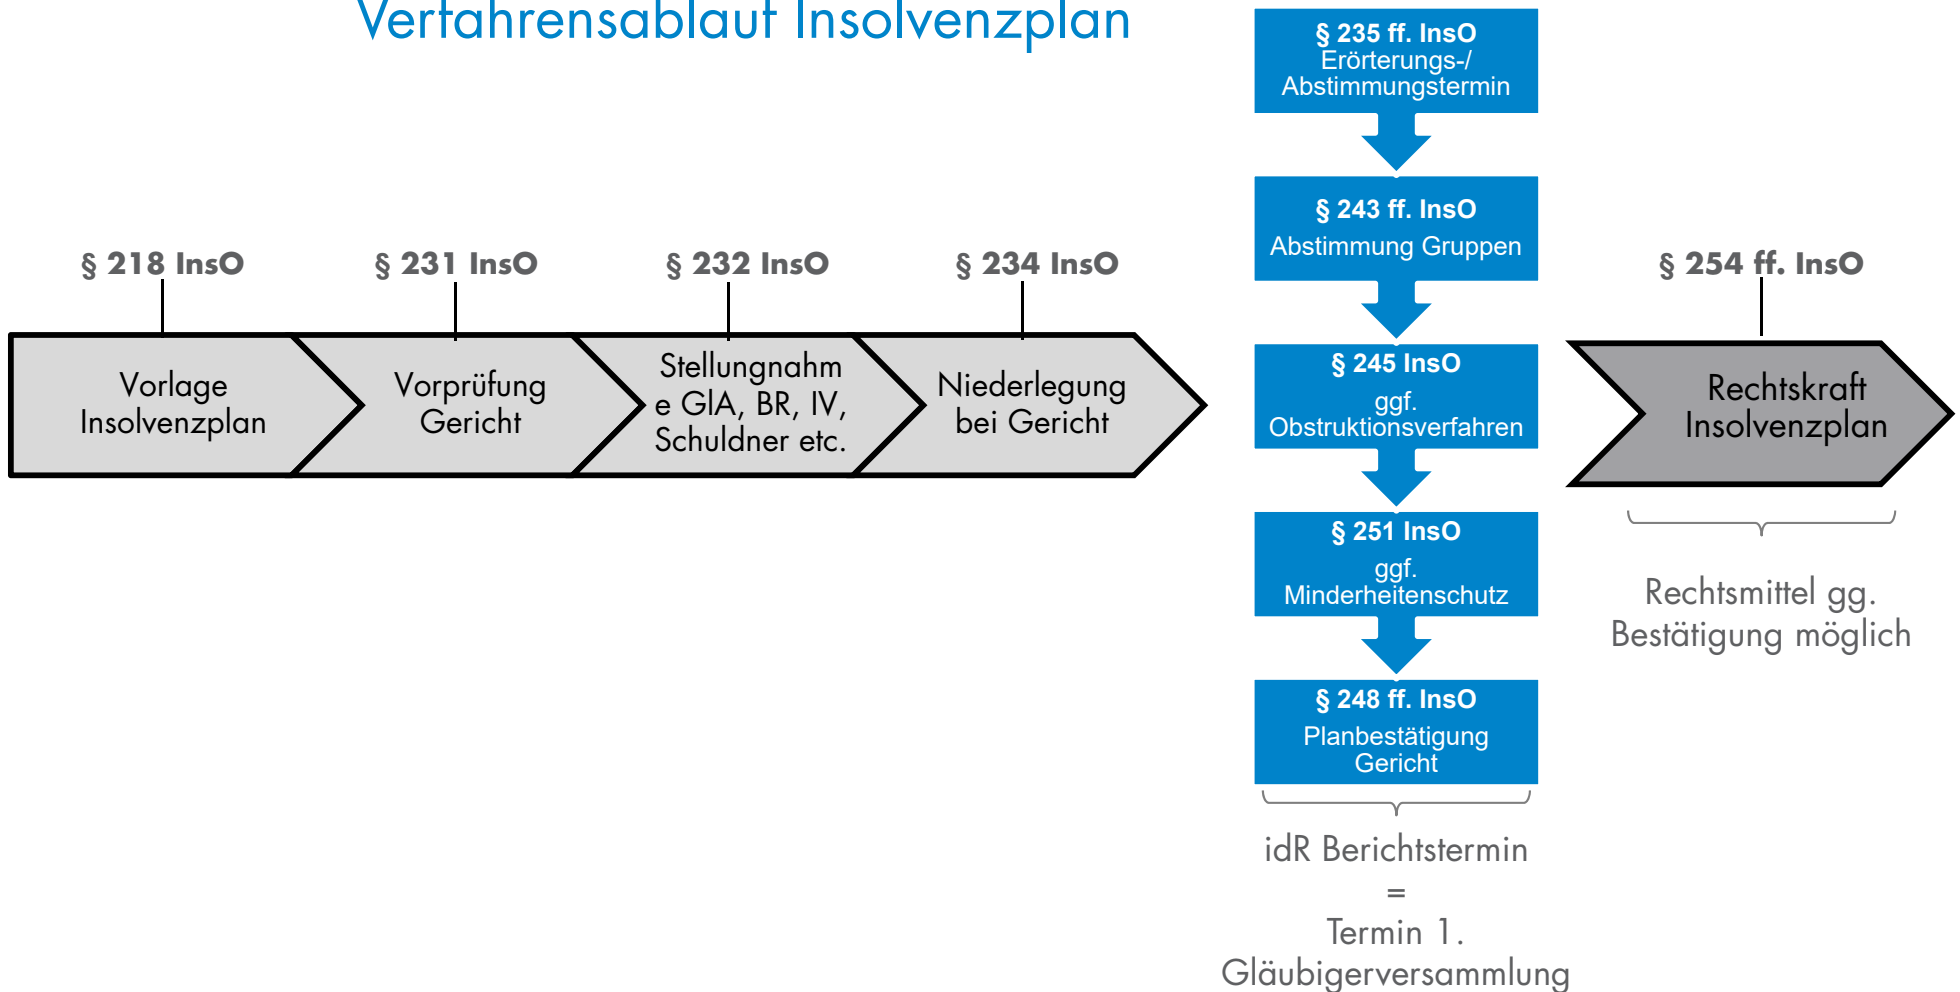 Verfahrensablauf Insolvenzplan
§ 218 InsO
Vorlage
Insolvenzplan
§ 231 InsO
Vorprüfung
Gericht
§ 232 InsO
Stellungnahm
e GlA, BR, IV,
Schuldner etc.
§ 234 InsO
Niederlegung
bei Gericht
§ 235 ff. InsO
Erörterungs-/
Abstimmungstermin
§ 243 ff. InsO
Abstimmung Gruppen
§ 245 InsO
ggf.
Obstruktionsverfahren
§ 251 InsO
ggf.
Minderheitenschutz
§ 248 ff. InsO
Planbestätigung
Gericht
idR Berichtstermin
=
Termin 1.
Gläubigerversammlung
§ 254 ff. InsO
Rechtskraft
Insolvenzplan
Rechtsmittel gg.
Bestätigung möglich